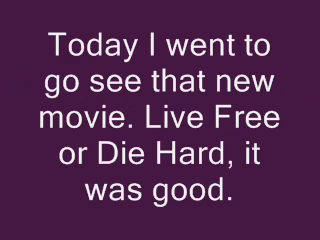 Today I went to
go see that new
movie. Live Free
or Die Hard, it
was good.